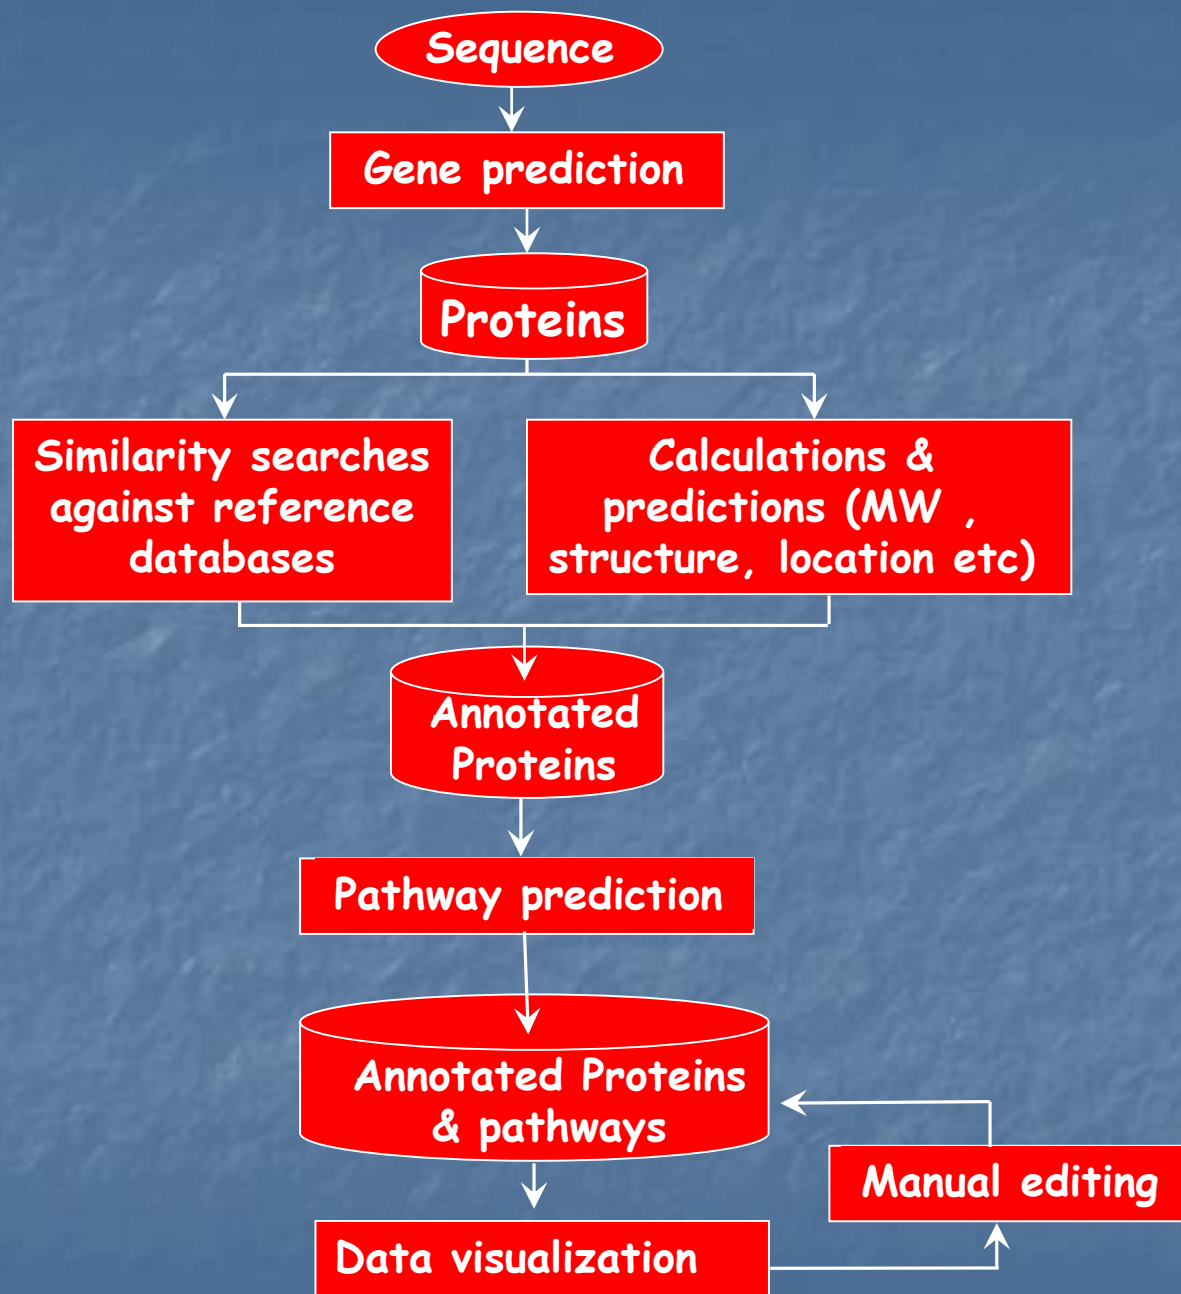 Sequence
Gene prediction
Proteins
Similarity searches
against reference
databases
Calculations &
predictions (MW ,
structure, location etc)
Annotated
Proteins
Pathway prediction
Annotated Proteins
& pathways
Manual editing
Data visualization